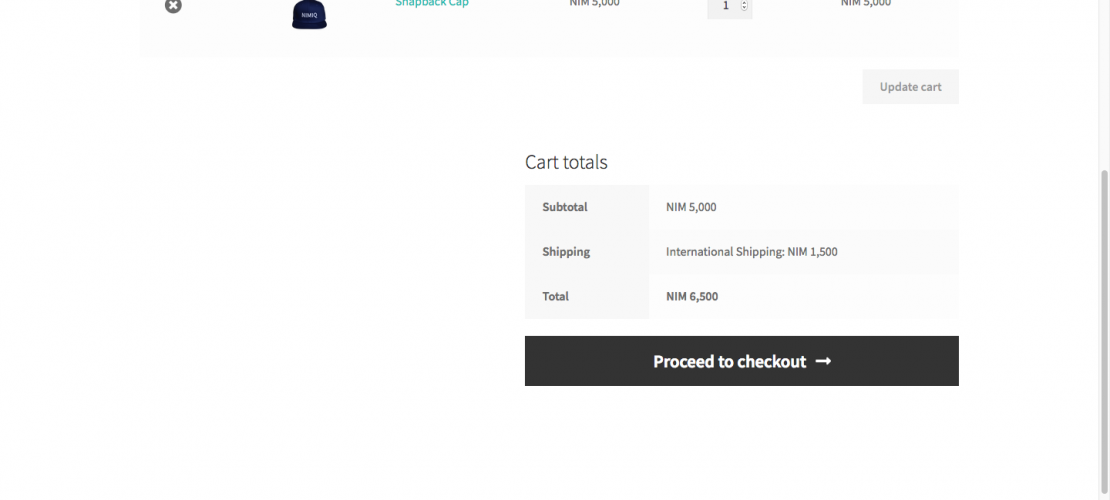 Snapback Cap NIM 5,000 1 NIM 5,000
NIMIQ
Update cart
Cart totals
Subtotal NIM 5,000
Shipping International Shipping: NIM 1,500
Total NIM 6,500
Proceed to checkout →